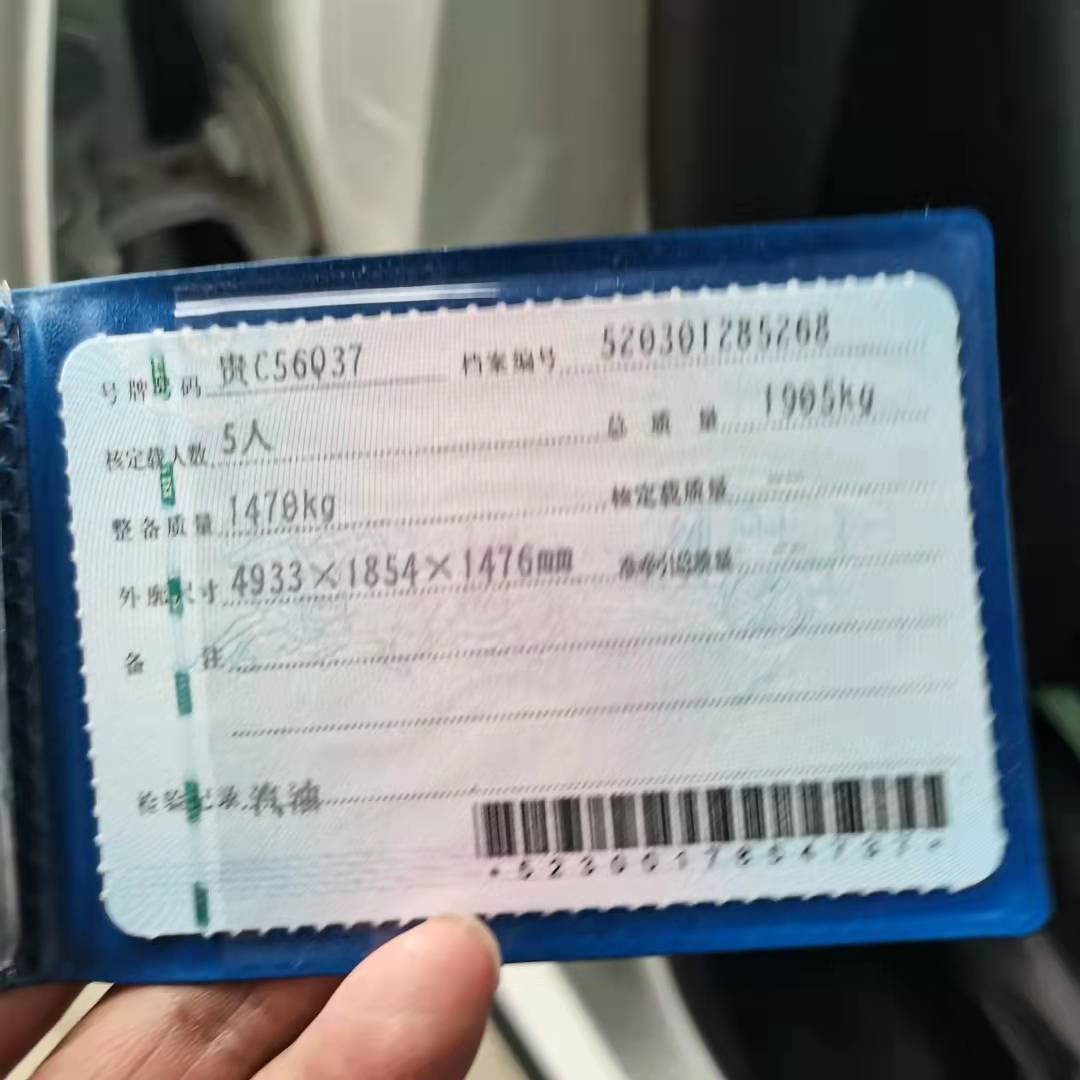 号牌号码 贵C56Q37 档案编号 520301285268
核定载人数 5人 总质量 1905kg
整备质量 1470kg 核定载质量 --
外廓尺寸 4933×1854×1476mm 准牵引总质量 --
备注
检验记录 汽油